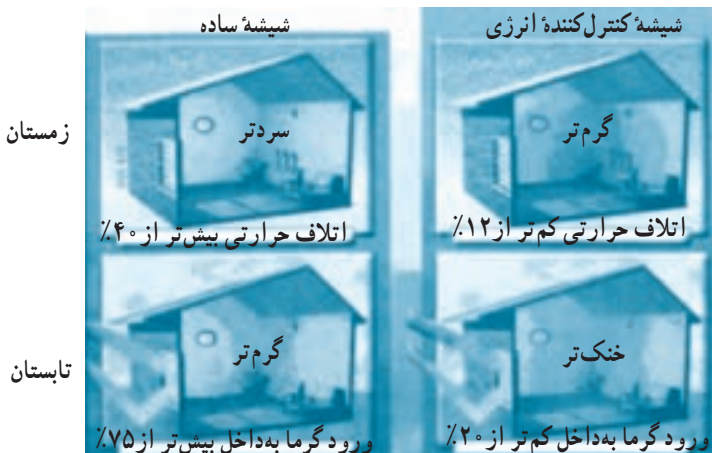 شیشهٔ کنترل‌کنندهٔ انرژی
شیشهٔ ساده
زمستان
گرم‌تر
سردتر
اتلاف حرارتی کم‌تر از ۱۲٪
اتلاف حرارتی بیش‌تر از ۴۰٪
تابستان
خنک‌تر
گرم‌تر
ورود گرما به‌داخل کم‌تر از ۲۰٪
ورود گرما به‌داخل بیش‌تر از ۷۵٪